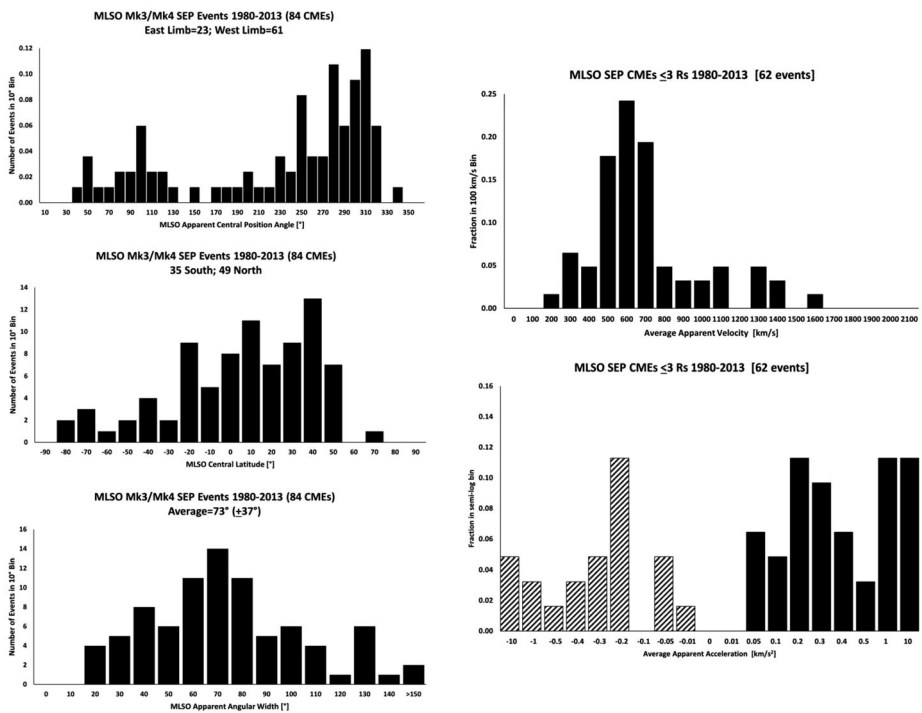 MLSO Mk3/Mk4 SEP Events 1980-2013 (84 CMEs)
East Limb=23; West Limb=61
Number of Events in 10° Bin
0.12
0.10
0.08
0.06
0.04
0.02
0.00
10 30 50 70 90 110 130 150 170 190 210 230 250 270 290 310 330 350
MLSO Apparent Central Position Angle [°]
MLSO Mk3/Mk4 SEP Events 1980-2013 (84 CMEs)
35 South; 49 North
Number of Events in 10° Bin
14
12
10
8
6
4
2
0
-90 -80 -70 -60 -50 -40 -30 -20 -10 0 10 20 30 40 50 60 70 80 90
MLSO Central Latitude [°]
MLSO Mk3/Mk4 SEP Events 1980-2013 (84 CMEs)
Average=73° (±37°)
Number of Events in 10° Bin
16
14
12
10
8
6
4
2
0
0 10 20 30 40 50 60 70 80 90 100 110 120 130 140 >150
MLSO Apparent Angular Width [°]
MLSO SEP CMEs ≤3 Rs 1980-2013 [62 events]
Fraction in 100 km/s Bin
0.25
0.20
0.15
0.10
0.05
0.00
0 100 200 300 400 500 600 700 800 900 1000 1100 1200 1300 1400 1500 1600 1700 1800 1900 2000 2100
Average Apparent Velocity [km/s]
MLSO SEP CMEs ≤3 Rs 1980-2013 [62 events]
Fraction in semi-log bin
0.16
0.14
0.12
0.10
0.08
0.06
0.04
0.02
0.00
-10 -1 -0.5 -0.4 -0.3 -0.2 -0.1 -0.05 -0.01 0 0.01 0.05 0.1 0.2 0.3 0.4 0.5 1 10
Average Apparent Acceleration [km/s²]